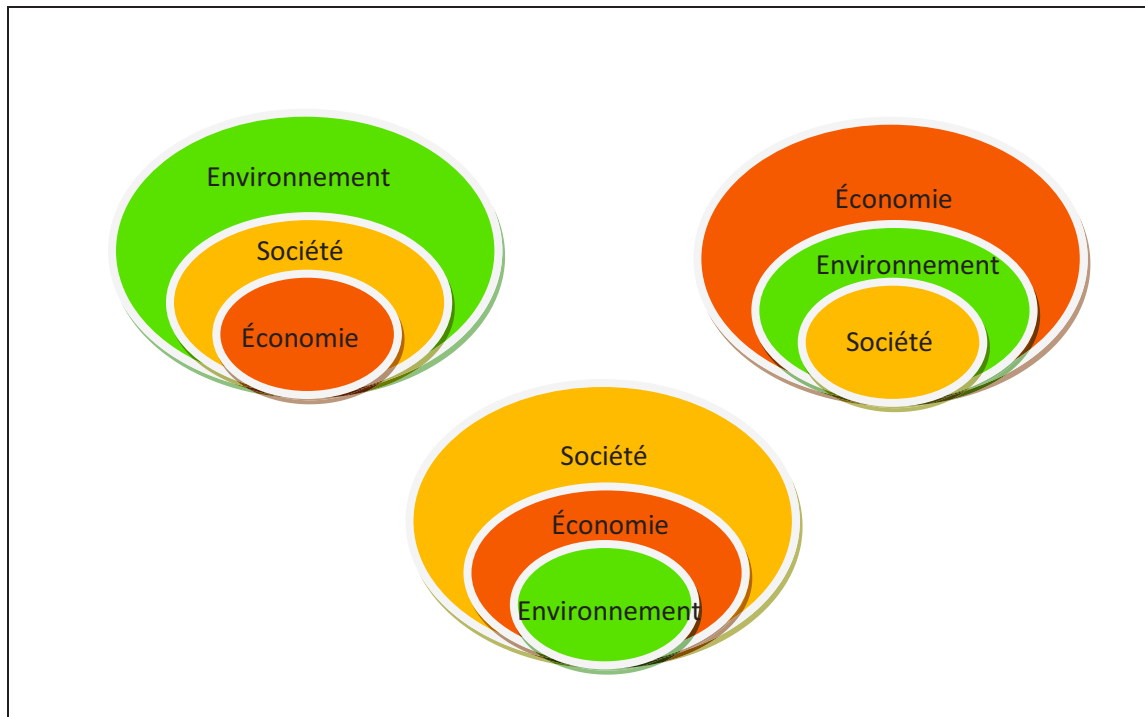 Environnement
Société
Économie
Économie
Environnement
Société
Société
Économie
Environnement